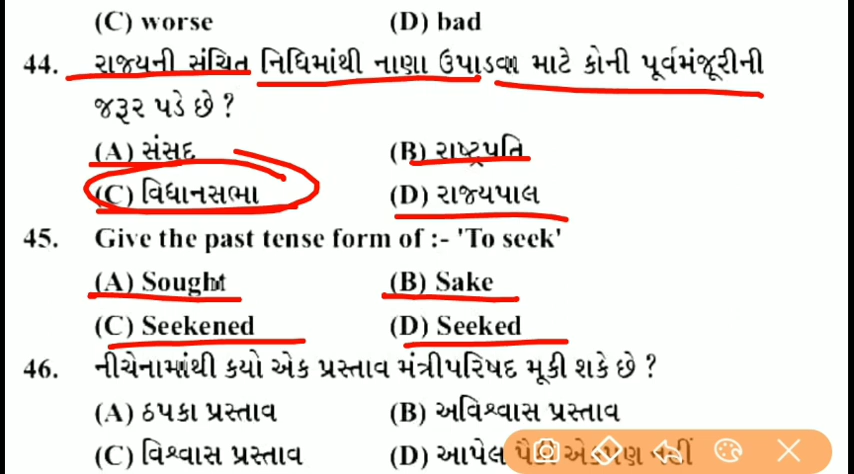 (C) worse (D) bad
44. રાજ્યની સંચિત નિધિમાંથી નાણા ઉપાડવા માટે કોની પૂર્વમંજૂરીની
જરૂર પડે છે ?
(A) સંસદ (B) રાષ્ટ્રપતિ
(C) વિધાનસભા (D) રાજ્યપાલ
45. Give the past tense form of :- 'To seek'
(A) Sought (B) Sake
(C) Seekened (D) Seeked
46. નીચેનામાંથી કયો એક પ્રસ્તાવ મંત્રીપરિષદ મૂકી શકે છે ?
(A) ઠપકા પ્રસ્તાવ (B) અવિશ્વાસ પ્રસ્તાવ
(C) વિશ્વાસ પ્રસ્તાવ (D) આપેલ પૈકી એકપણ નહીં